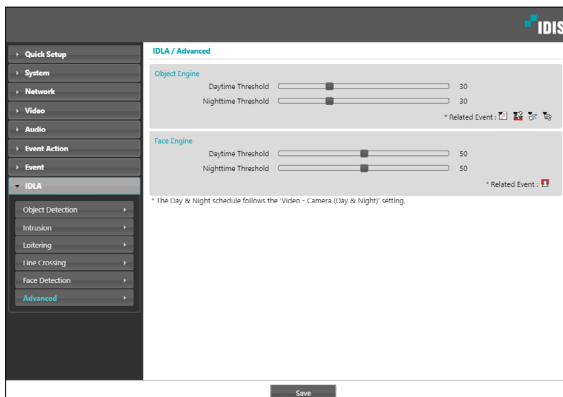 IDIS
Quick Setup
System
Network
Video
Audio
Event Action
Event
IDLA
Object Detection
Intrusion
Loitering
Line Crossing
Face Detection
Advanced
IDLA / Advanced
Object Engine
Daytime Threshold 30
Nighttime Threshold 30
* Related Event :
Face Engine
Daytime Threshold 50
Nighttime Threshold 50
* Related Event :
* The Day & Night schedule follows the 'Video - Camera (Day & Night)' setting.
Save